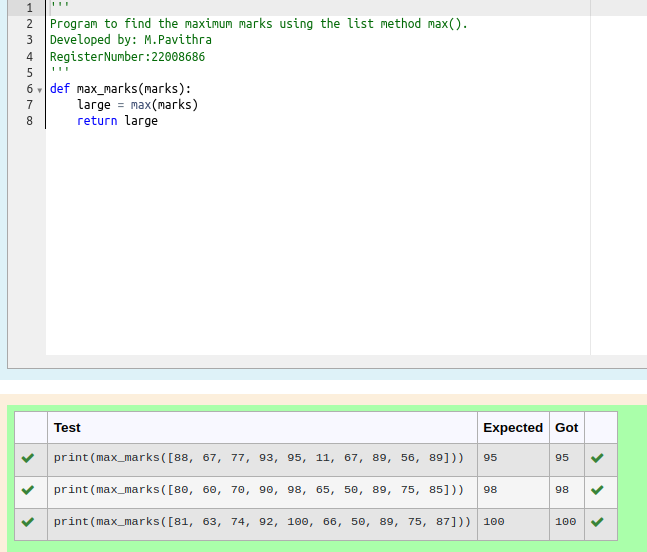 1 '''
2 Program to find the maximum marks using the list method max().
3 Developed by: M.Pavithra
4 RegisterNumber:22008686
5 '''
6 def max_marks(marks):
7     large = max(marks)
8     return large
Test Expected Got
print(max_marks([88, 67, 77, 93, 95, 11, 67, 89, 56, 89])) 95 95
print(max_marks([80, 60, 70, 90, 98, 65, 50, 89, 75, 85])) 98 98
print(max_marks([81, 63, 74, 92, 100, 66, 50, 89, 75, 87])) 100 100